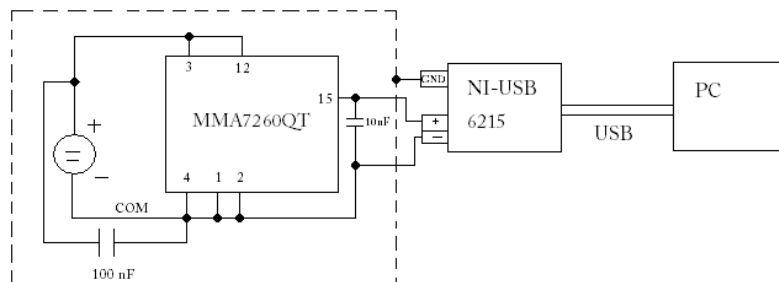 3 12
GND
NI-USB
6215
PC
15
MMA7260QT
10nF
+
+
−
USB
−
4 1 2
COM
100 nF